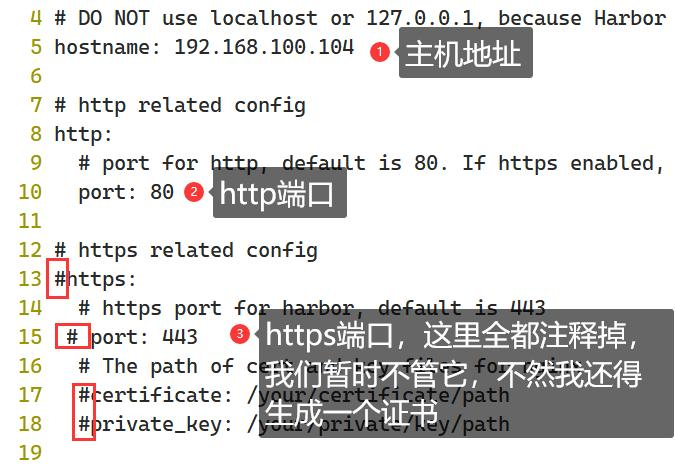 4 # DO NOT use localhost or 127.0.0.1, because Harbor
5 hostname: 192.168.100.104
1 主机地址
6
7 # http related config
8 http:
9 # port for http, default is 80. If https enabled,
10 port: 80
2 http端口
11
12 # https related config
13 #https:
14 # https port for harbor, default is 443
15 # port: 443
3 https端口，这里全都注释掉，
我们暂时不管它，不然我还得
生成一个证书
16 # The path of cert and key files for
17 #certificate: /your/certificate/path
18 #private_key: /your/private/key/path
19